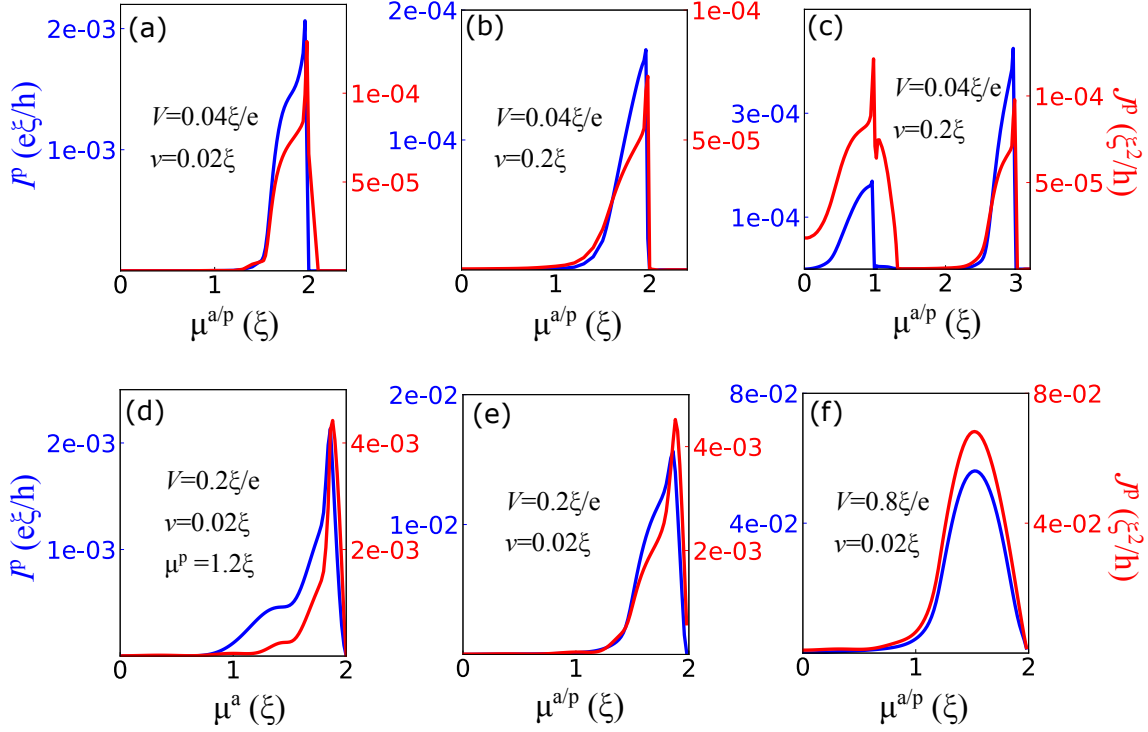 (a)
2e-03
1e-03
I^p (eξ/h)
V=0.04ξ/e
ν=0.02ξ
1e-04
5e-05
0 1 2
μ^a/p (ξ)
(b)
2e-04
1e-04
V=0.04ξ/e
ν=0.2ξ
1e-04
5e-05
0 1 2
μ^a/p (ξ)
(c)
3e-04
1e-04
V=0.04ξ/e
ν=0.2ξ
1e-04
5e-05
J^p (ξ²/h)
0 1 2 3
μ^a/p (ξ)
(d)
2e-03
1e-03
I^p (eξ/h)
V=0.2ξ/e
ν=0.02ξ
μ^p =1.2ξ
4e-03
2e-03
0 1 2
μ^a (ξ)
(e)
2e-02
1e-02
V=0.2ξ/e
ν=0.02ξ
4e-03
2e-03
0 1 2
μ^a/p (ξ)
(f)
8e-02
4e-02
V=0.8ξ/e
ν=0.02ξ
8e-02
4e-02
J^p (ξ²/h)
0 1 2
μ^a/p (ξ)